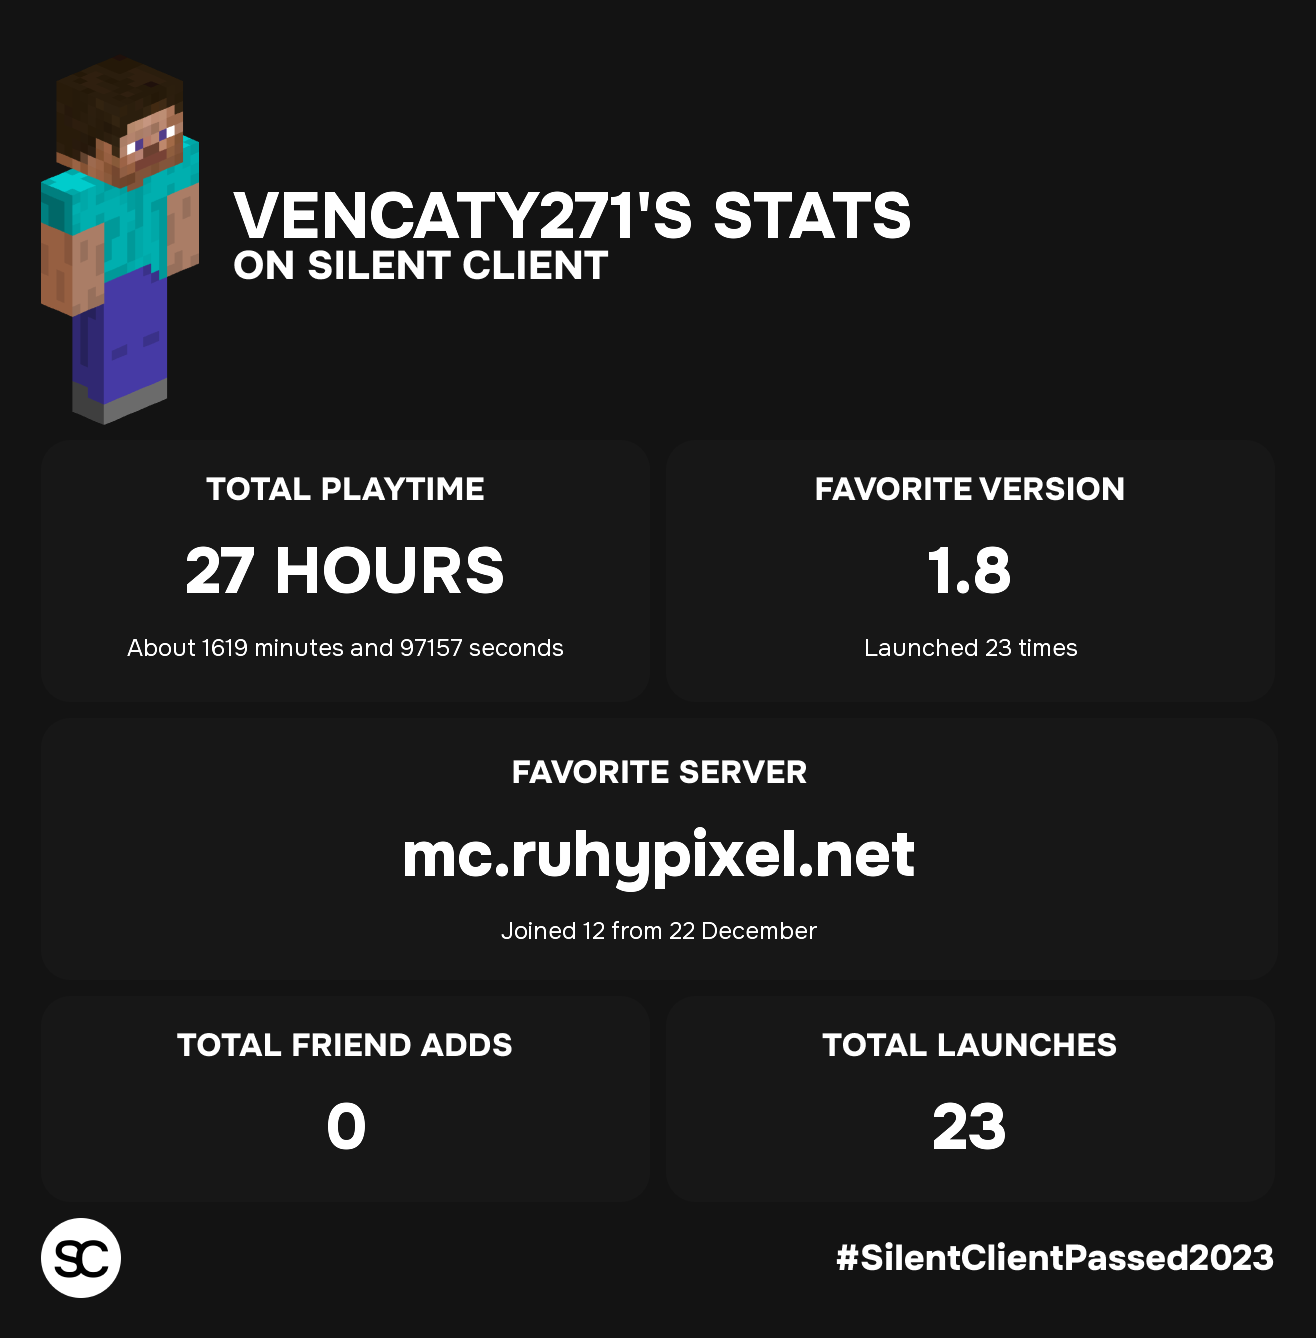 VENCATY271'S STATS
ON SILENT CLIENT
TOTAL PLAYTIME
27 HOURS
About 1619 minutes and 97157 seconds
FAVORITE VERSION
1.8
Launched 23 times
FAVORITE SERVER
mc.ruhypixel.net
Joined 12 from 22 December
TOTAL FRIEND ADDS
0
TOTAL LAUNCHES
23
SC
#SilentClientPassed2023